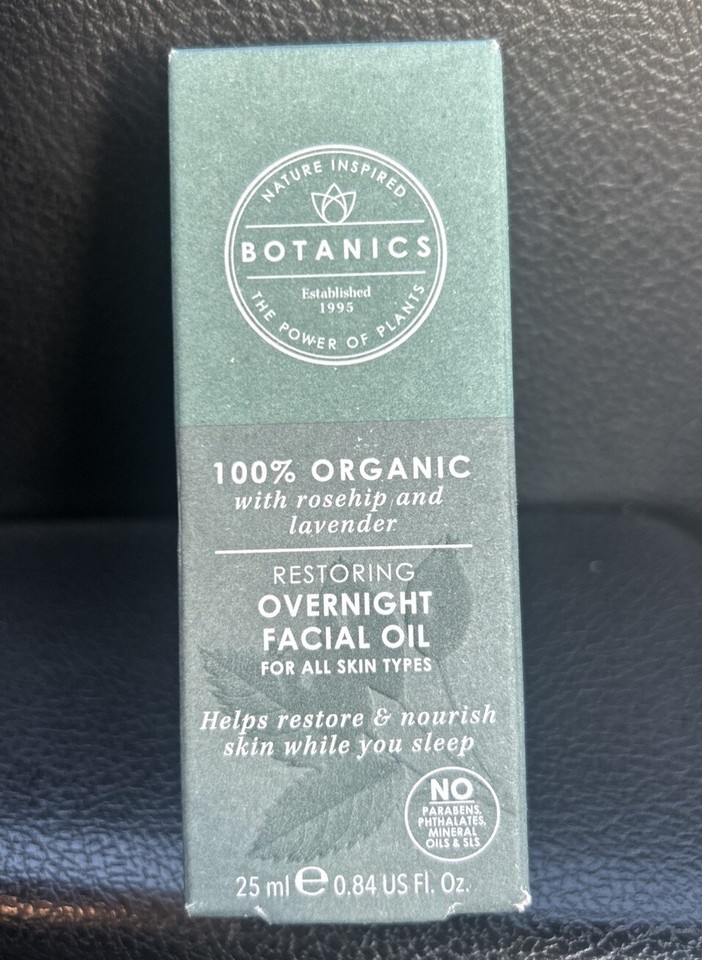 NATURE INSPIRED
BOTANICS
Established
1995
THE POWER OF PLANTS
100% ORGANIC
with rosehip and
lavender
RESTORING
OVERNIGHT
FACIAL OIL
FOR ALL SKIN TYPES
Helps restore & nourish
skin while you sleep
NO
PARABENS,
PHTHALATES,
MINERAL
OILS & SLS
25 ml ℮ 0.84 US Fl. Oz.